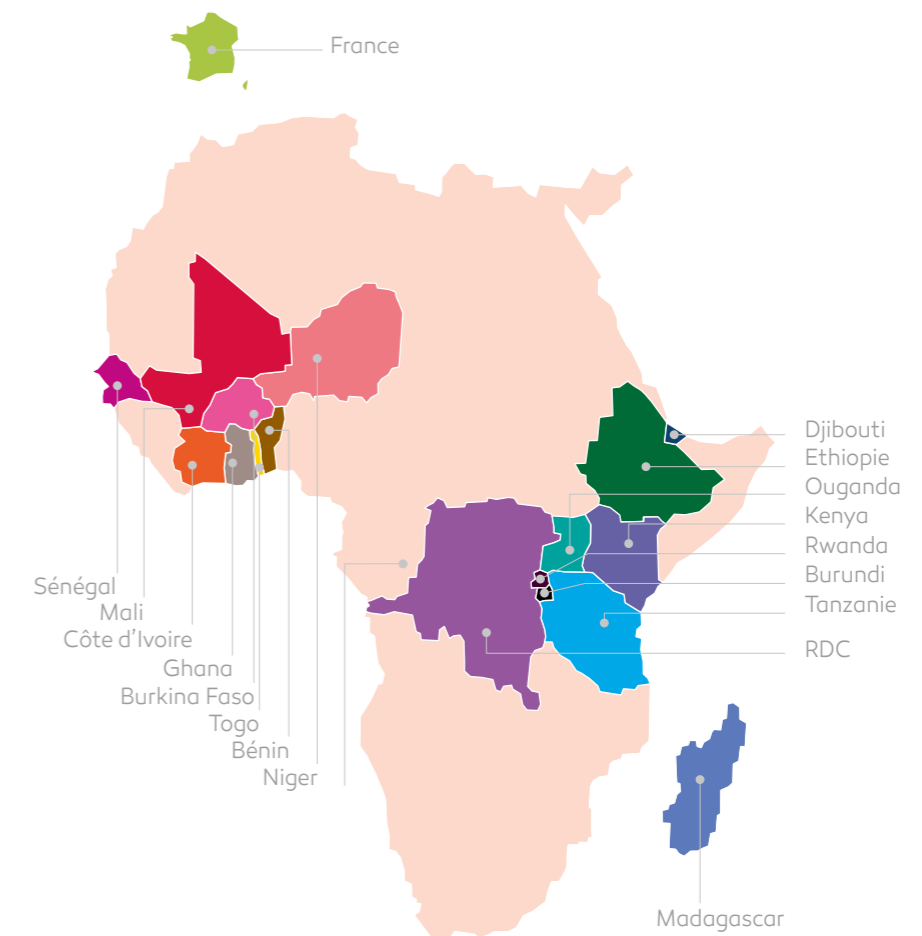 France
Djibouti
Ethiopie
Ouganda
Kenya
Rwanda
Burundi
Tanzanie
RDC
Sénégal
Mali
Côte d'Ivoire
Ghana
Burkina Faso
Togo
Bénin
Niger
Madagascar